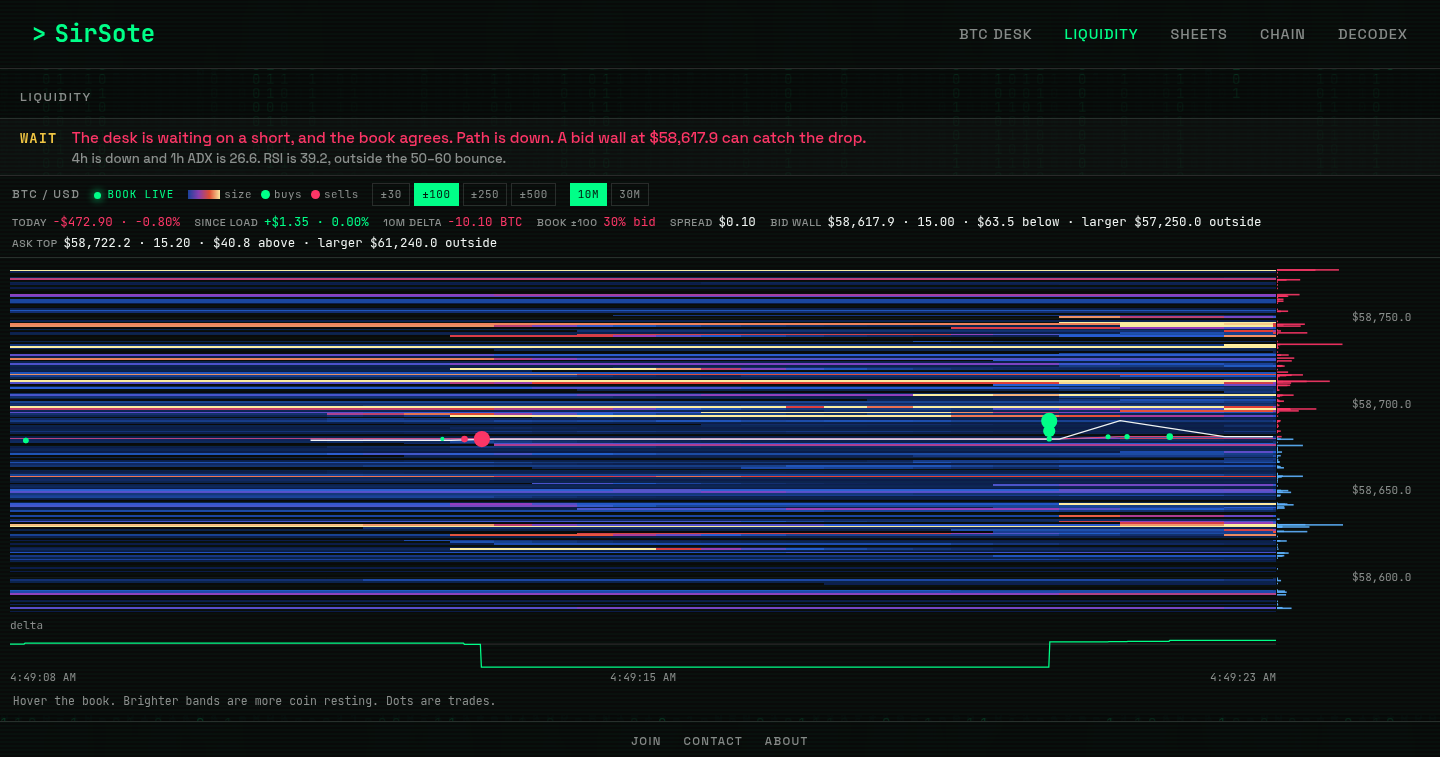 > SirSote
BTC DESK LIQUIDITY SHEETS CHAIN DECODEX
LIQUIDITY
WAIT The desk is waiting on a short, and the book agrees. Path is down. A bid wall at $58,617.9 can catch the drop.
4h is down and 1h ADX is 26.6. RSI is 39.2, outside the 50–60 bounce.
BTC / USD BOOK LIVE size buys sells ±30 ±100 ±250 ±500 10M 30M
TODAY -$472.90 · -0.80% SINCE LOAD +$1.35 · 0.00% 10M DELTA -10.10 BTC BOOK ±100 30% bid SPREAD $0.10 BID WALL $58,617.9 · 15.00 · $63.5 below · larger $57,250.0 outside
ASK TOP $58,722.2 · 15.20 · $40.8 above · larger $61,240.0 outside
$58,750.0
$58,700.0
$58,650.0
$58,600.0
delta
4:49:08 AM 4:49:15 AM 4:49:23 AM
Hover the book. Brighter bands are more coin resting. Dots are trades.
JOIN CONTACT ABOUT